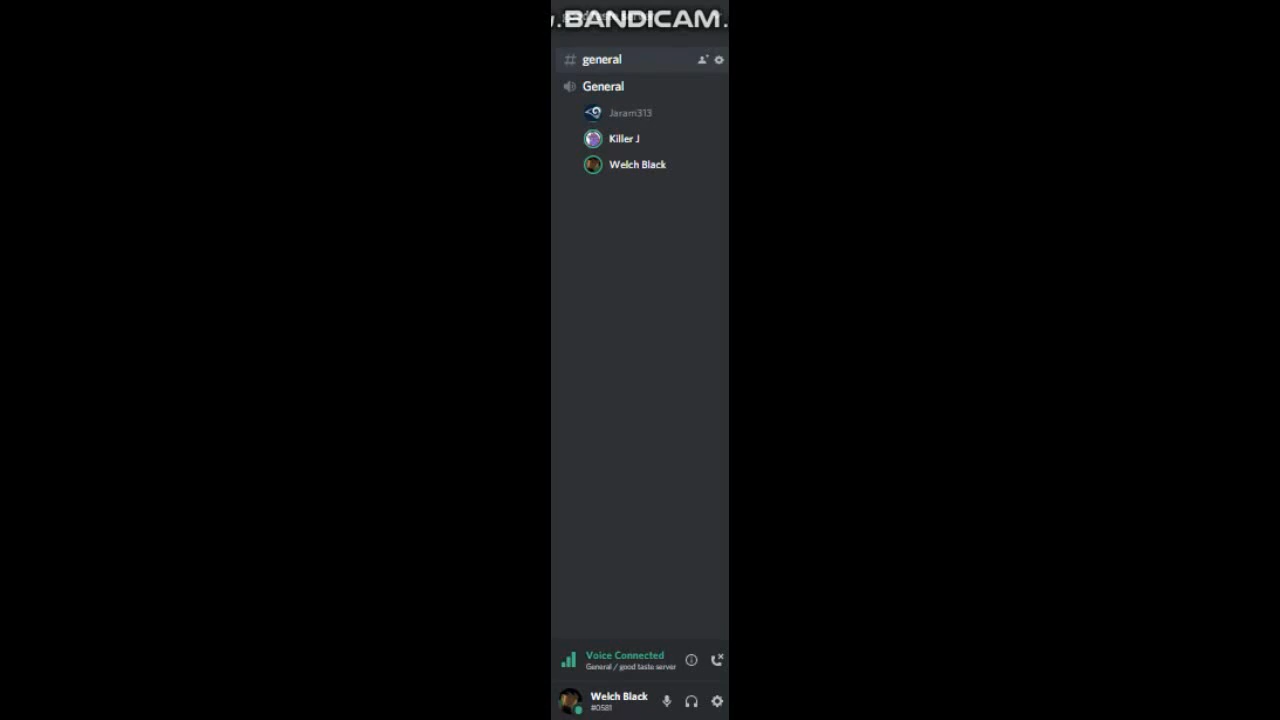 .BANDICAM.
general
General
Jaram313
Killer J
Welch Black
Voice Connected
General / good taste server
Welch Black
#0581